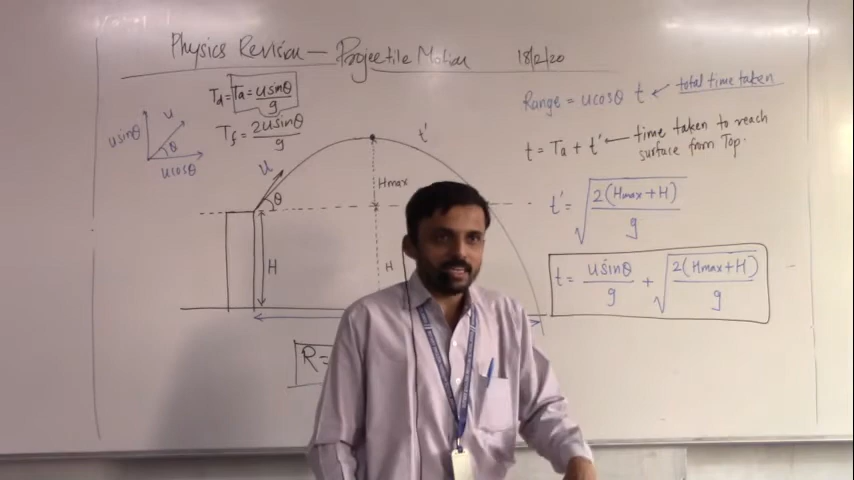 Physics Revision — Projectile Motion 18/2/20
Td = Ta = usinθ/g
Tf = 2usinθ/g
usinθ
u
θ
ucosθ
u
θ
t'
Hmax
H
H
R=
Range = ucosθ t ← total time taken
t = Ta + t' ← time taken to reach
surface from Top.
t' = √(2(Hmax+H)/g)
t = usinθ/g + √(2(Hmax+H)/g)